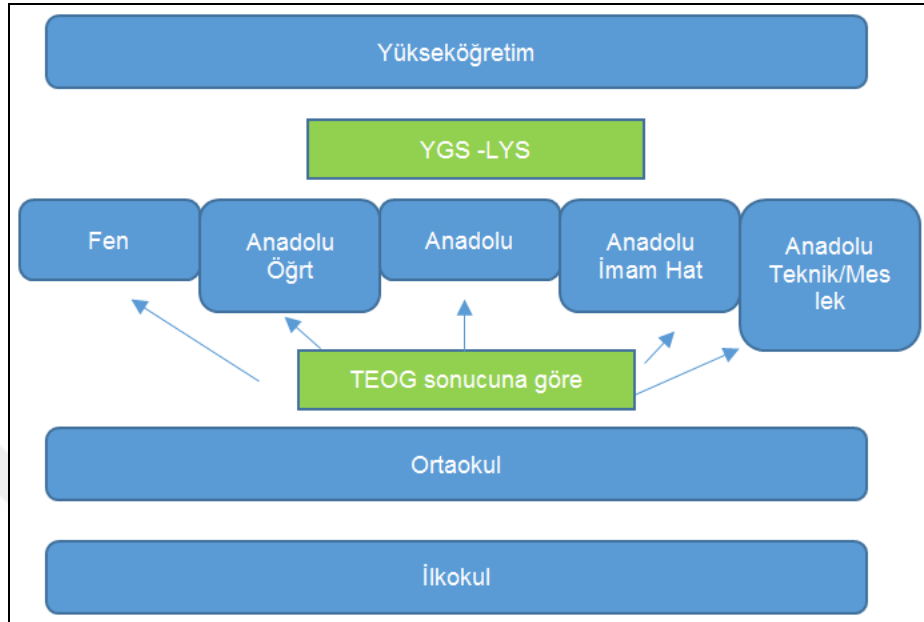 Yükseköğretim
YGS -LYS
Fen
Anadolu
Öğrt
Anadolu
Anadolu
İmam Hat
Anadolu
Teknik/Mes
lek
TEOG sonucuna göre
Ortaokul
İlkokul